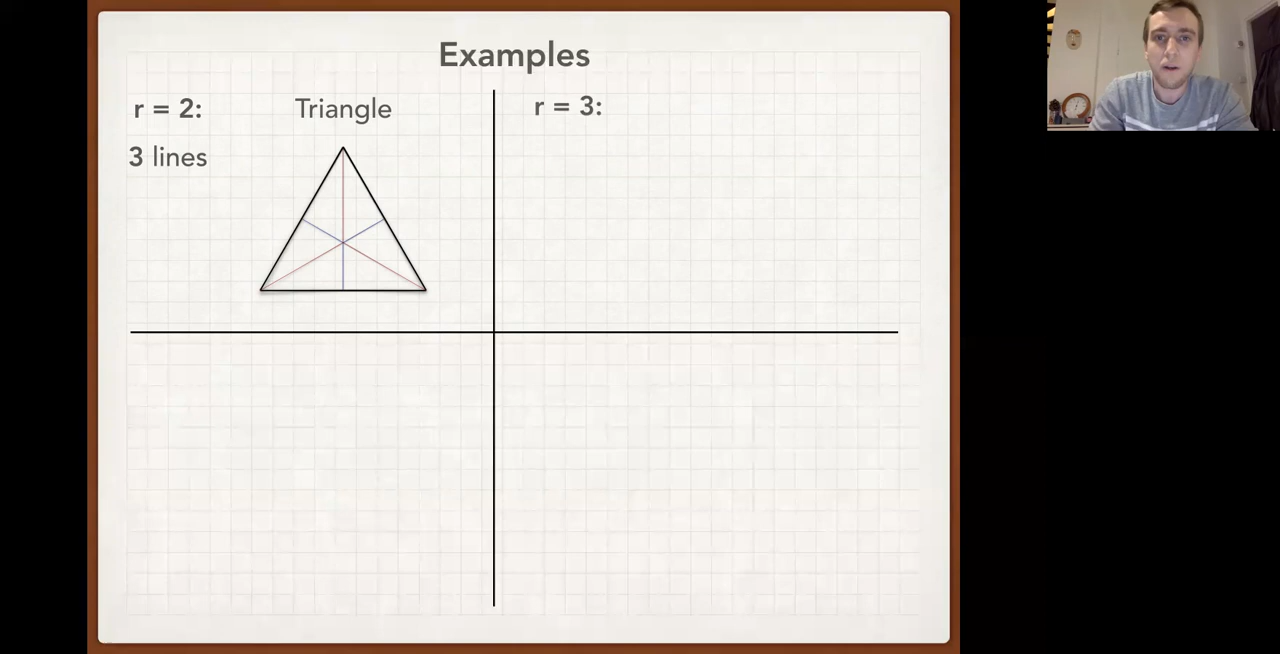 Examples
r = 2:
Triangle
3 lines
r = 3: